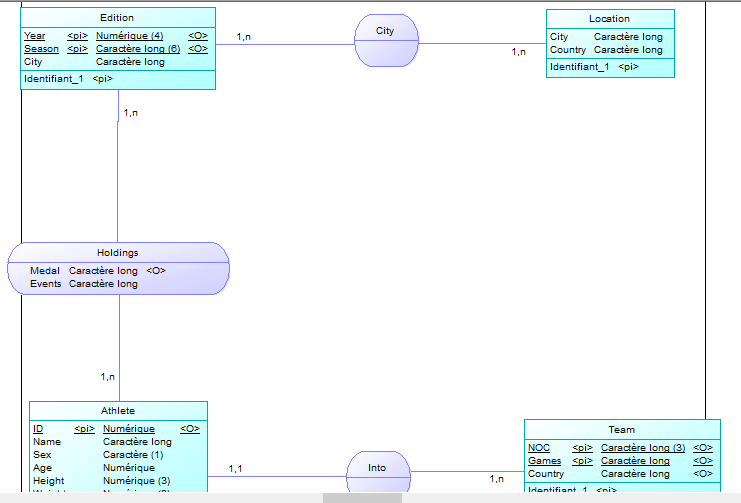 Edition
Year <pi> Numérique (4) <O>
Season <pi> Caractère long (6) <O>
City Caractère long
Identifiant_1 <pi>
1,n
City
1,n
Location
City Caractère long
Country Caractère long
Identifiant_1 <pi>
1,n
Holdings
Medal Caractère long <O>
Events Caractère long
1,n
Athlete
ID <pi> Numérique <O>
Name Caractère long
Sex Caractère (1)
Age Numérique
Height Numérique (3)
1,1
Into
1,n
Team
NOC <pi> Caractère long (3) <O>
Games <pi> Caractère long <O>
Country Caractère long <O>
Identifiant_1 <pi>